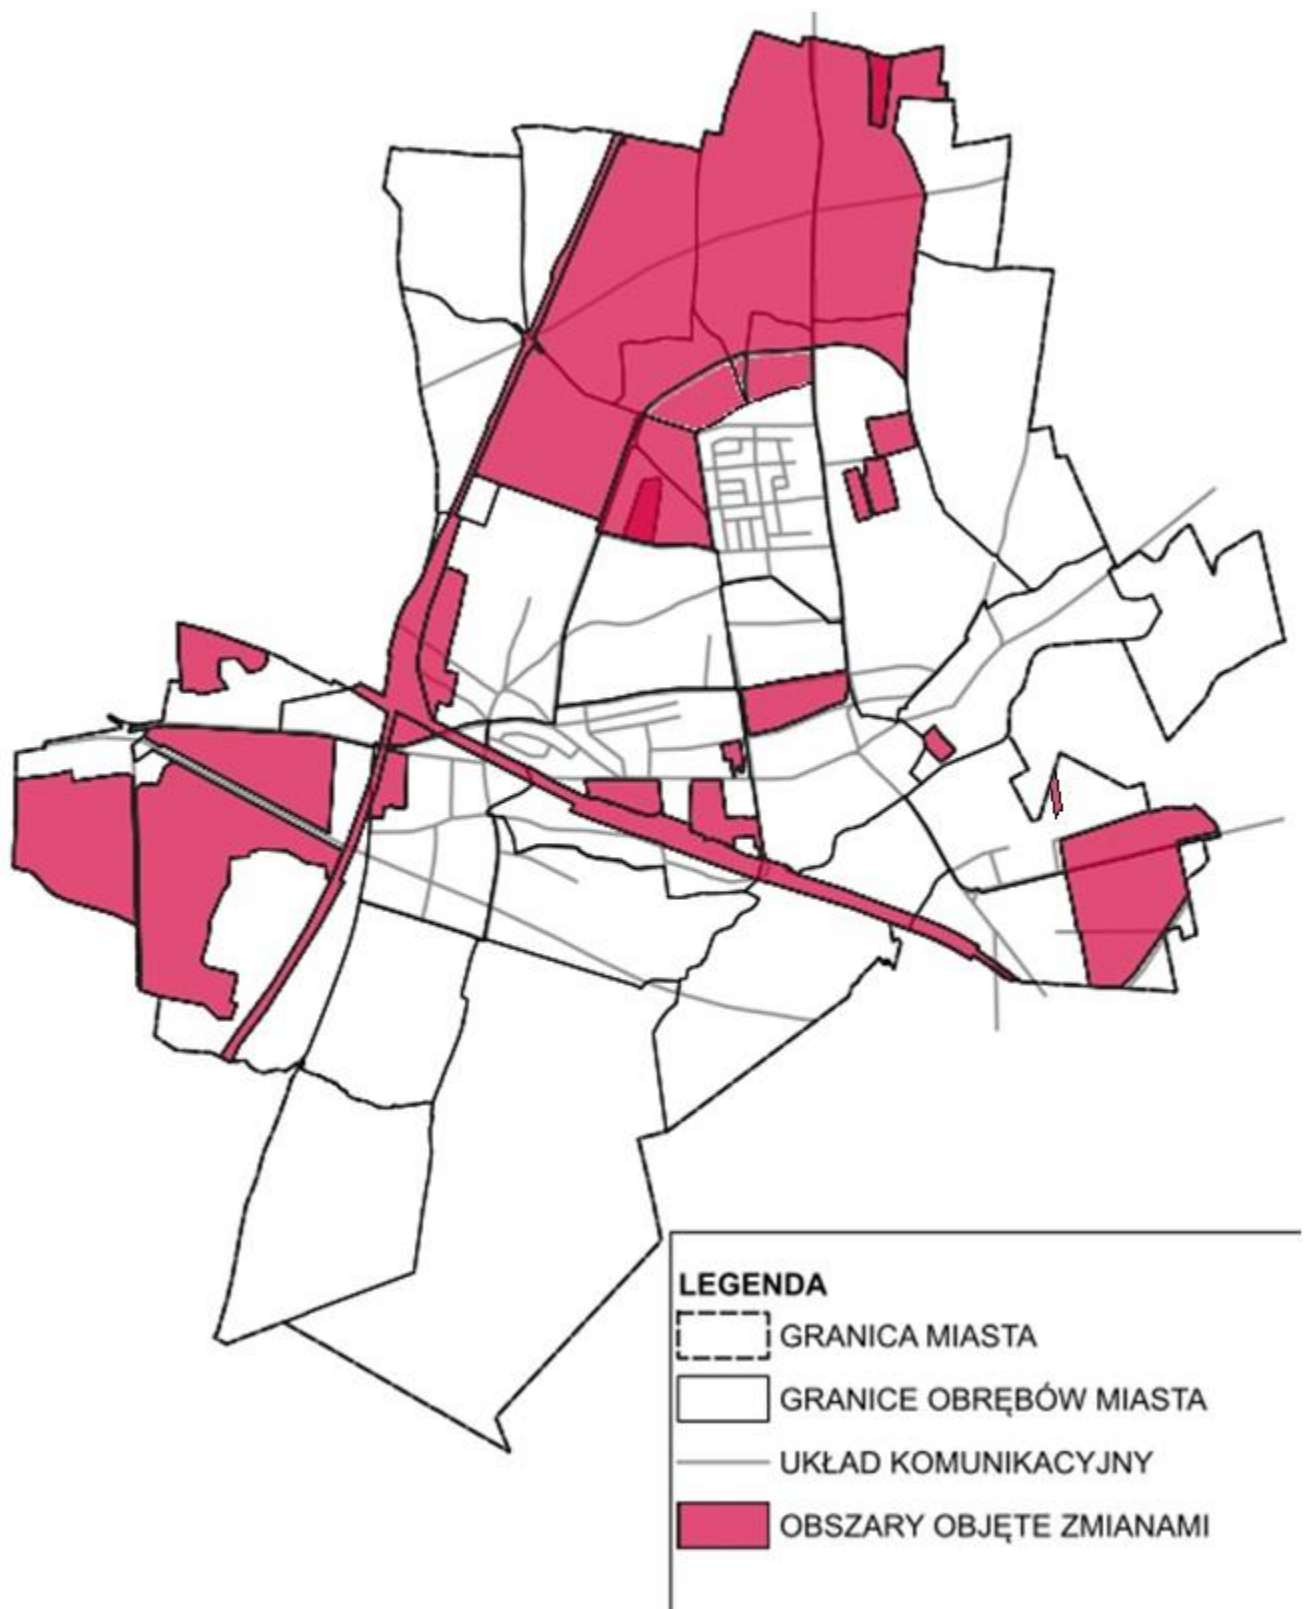 LEGENDA
GRANICA MIASTA
GRANICE OBRĘBÓW MIASTA
UKŁAD KOMUNIKACYJNY
OBSZARY OBJĘTE ZMIANAMI